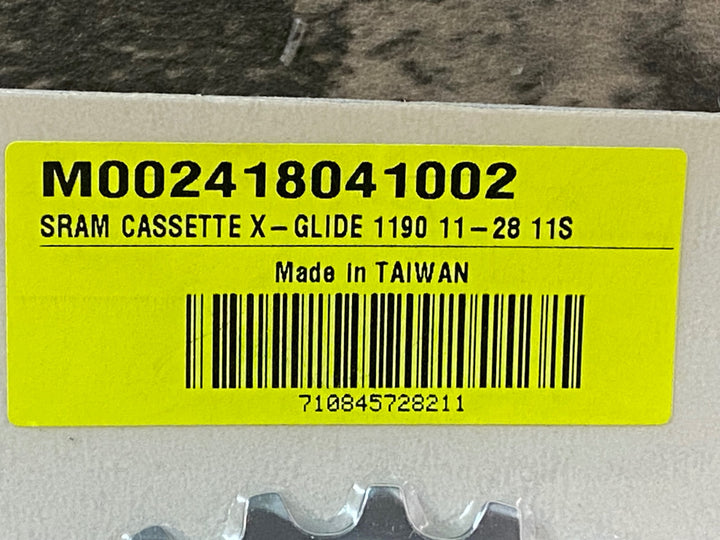 M002418041002
SRAM CASSETTE X-GLIDE 1190 11-28 11S
Made in TAIWAN
710845728211